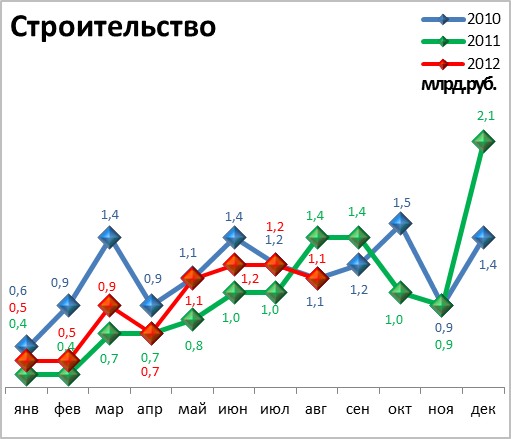 Строительство
2010
2011
2012
млрд.руб.
2,1
1,4 1,4 1,2 1,4 1,4 1,5
1,1 1,2 1,1 1,4
0,6 0,9 0,9 0,9 1,2 1,1 1,2
0,5 1,1 1,0 1,0 1,0 0,9
0,4 0,5 0,4 0,7 0,7 0,8 0,9
0,7
янв фев мар апр май июн июл авг сен окт ноя дек